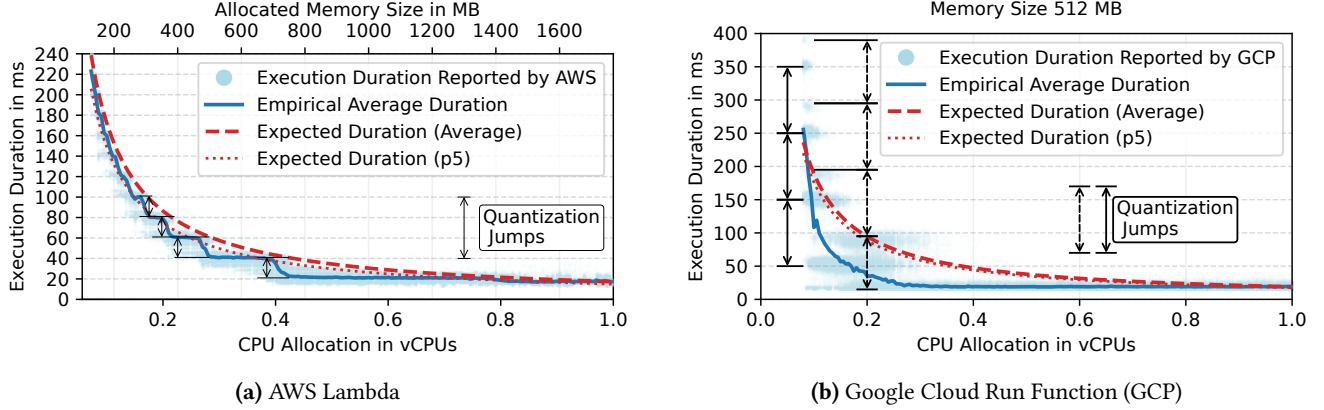 Allocated Memory Size in MB
200 400 600 800 1000 1200 1400 1600
Execution Duration in ms
240
220
200
180
160
140
120
100
80
60
40
20
0
Execution Duration Reported by AWS
Empirical Average Duration
Expected Duration (Average)
Expected Duration (p5)
Quantization
Jumps
0.2 0.4 0.6 0.8 1.0
CPU Allocation in vCPUs
(a) AWS Lambda
Memory Size 512 MB
Execution Duration in ms
400
350
300
250
200
150
100
50
0
Execution Duration Reported by GCP
Empirical Average Duration
Expected Duration (Average)
Expected Duration (p5)
Quantization
Jumps
0.0 0.2 0.4 0.6 0.8 1.0
CPU Allocation in vCPUs
(b) Google Cloud Run Function (GCP)